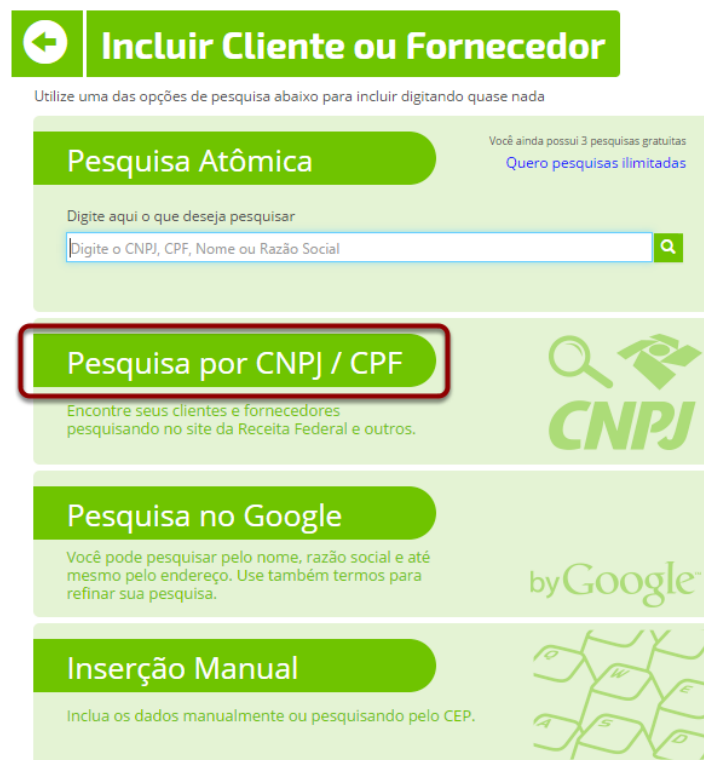 Incluir Cliente ou Fornecedor
Utilize uma das opções de pesquisa abaixo para incluir digitando quase nada
Pesquisa Atômica
Você ainda possui 3 pesquisas gratuitas
Quero pesquisas ilimitadas
Digite aqui o que deseja pesquisar
Digite o CNPJ, CPF, Nome ou Razão Social
Pesquisa por CNPJ / CPF
Encontre seus clientes e fornecedores
pesquisando no site da Receita Federal e outros.
CNPJ
Pesquisa no Google
Você pode pesquisar pelo nome, razão social e até
mesmo pelo endereço. Use também termos para
refinar sua pesquisa.
by Google™
Inserção Manual
Inclua os dados manualmente ou pesquisando pelo CEP.
Q W E
A S D